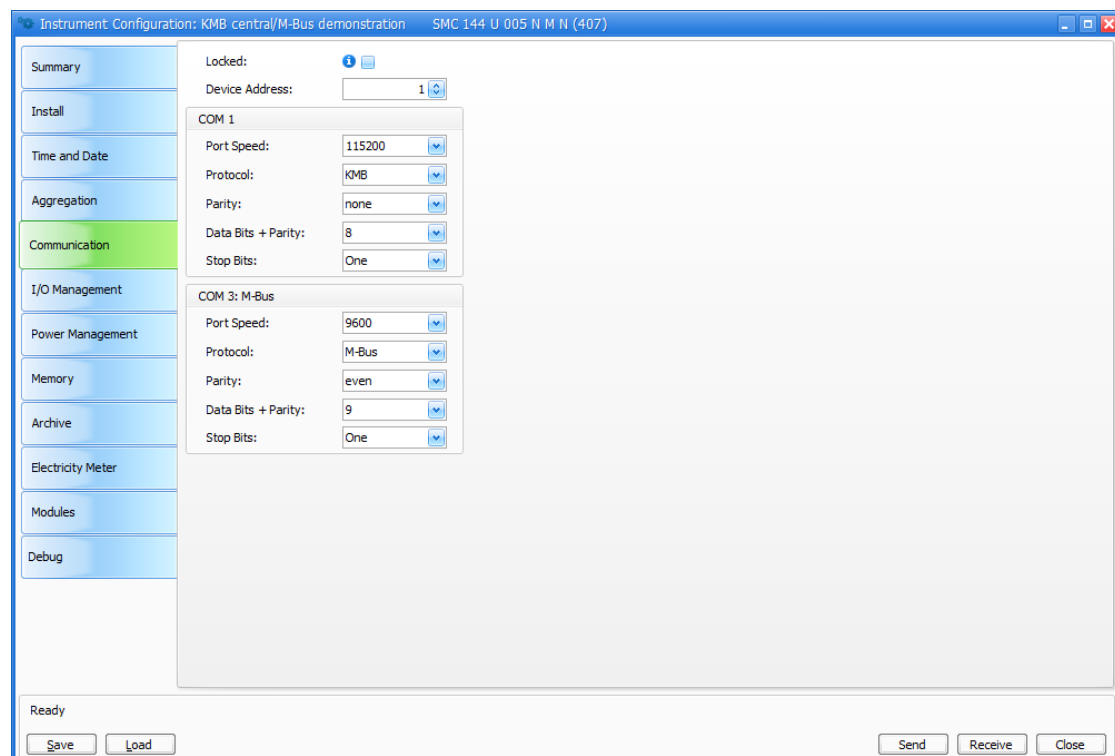 Instrument Configuration: KMB central/M-Bus demonstration SMC 144 U 005 N M N (407)
Summary
Install
Time and Date
Aggregation
Communication
I/O Management
Power Management
Memory
Archive
Electricity Meter
Modules
Debug
Locked:
Device Address: 1
COM 1
Port Speed: 115200
Protocol: KMB
Parity: none
Data Bits + Parity: 8
Stop Bits: One
COM 3: M-Bus
Port Speed: 9600
Protocol: M-Bus
Parity: even
Data Bits + Parity: 9
Stop Bits: One
Ready
Save Load Send Receive Close